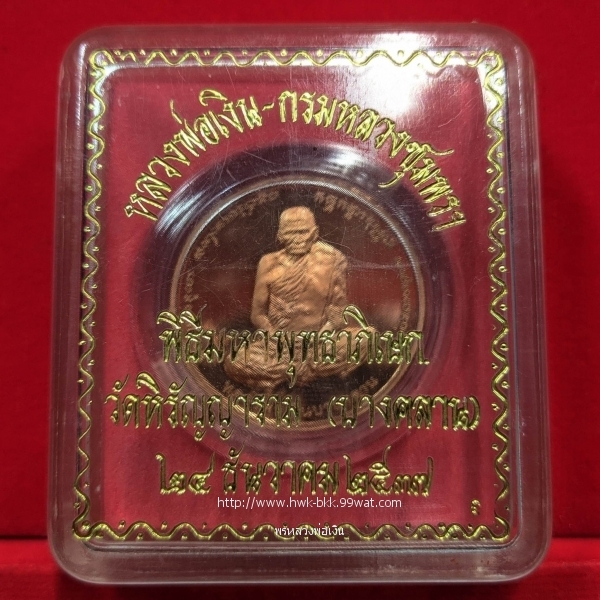 หลวงพ่อเงิน-กรมหลวงชุมพรฯ
พิธีมหาพุทธาภิเษก
วัดหิรัญญาราม (บางคลาน)
๒๔ ธันวาคม ๒๕๓๗
http://www.hwk-bkk.99wat.com
พรหลวงพ่อเงิน